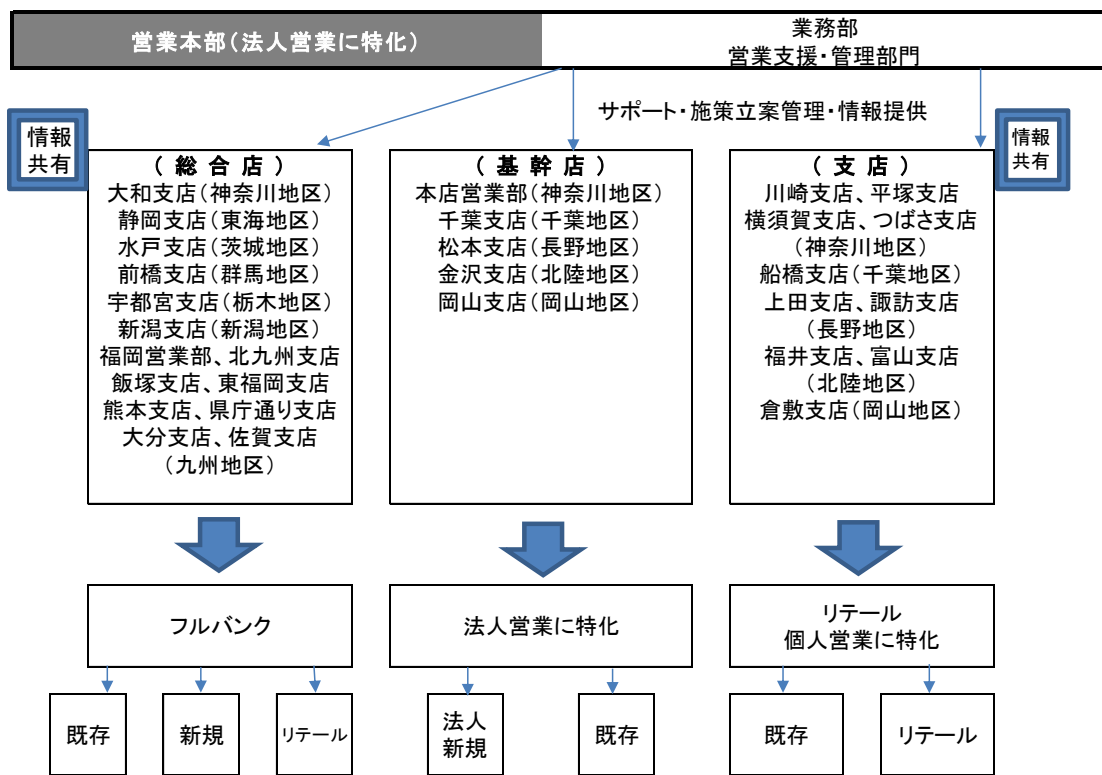 営業本部(法人営業に特化)
業務部
営業支援・管理部門
サポート・施策立案管理・情報提供
情報
共有
情報
共有
(総合店)
大和支店(神奈川地区)
静岡支店(東海地区)
水戸支店(茨城地区)
前橋支店(群馬地区)
宇都宮支店(栃木地区)
新潟支店(新潟地区)
福岡営業部、北九州支店
飯塚支店、東福岡支店
熊本支店、県庁通り支店
大分支店、佐賀支店
(九州地区)
(基幹店)
本店営業部(神奈川地区)
千葉支店(千葉地区)
松本支店(長野地区)
金沢支店(北陸地区)
岡山支店(岡山地区)
(支店)
川崎支店、平塚支店
横須賀支店、つばさ支店
(神奈川地区)
船橋支店(千葉地区)
上田支店、諏訪支店
(長野地区)
福井支店、富山支店
(北陸地区)
倉敷支店(岡山地区)
フルバンク
法人営業に特化
リテール
個人営業に特化
既存
新規
リテール
法人
新規
既存
既存
リテール